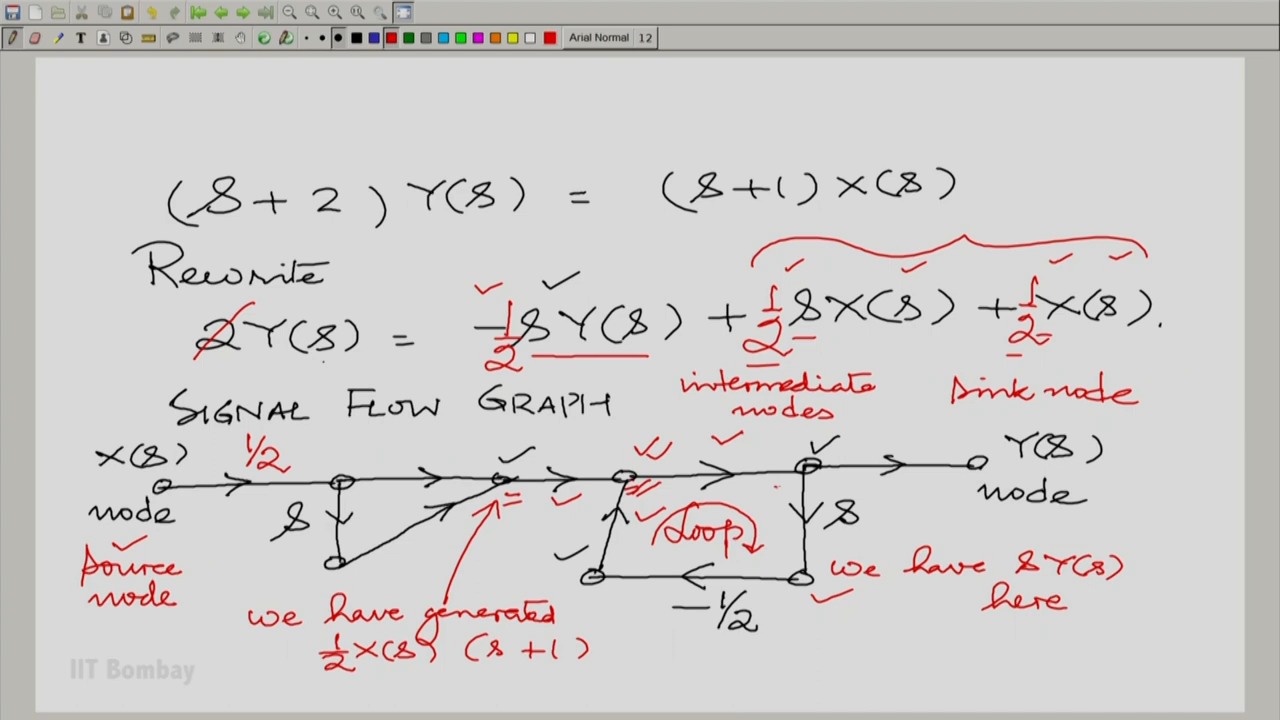 Arial Normal 12
(s + 2) Y(s) = (s + 1) X(s)
Rewrite
2Y(s) = -1/2 s Y(s) + 1/2 s X(s) + 1/2 X(s).
intermediate nodes
sink node
SIGNAL FLOW GRAPH
X(s)
node
source
node
1/2
s
we have generated
1/2 X(s) (s + 1)
Loop
-1/2
s
Y(s)
node
we have sY(s)
here
IIT Bombay